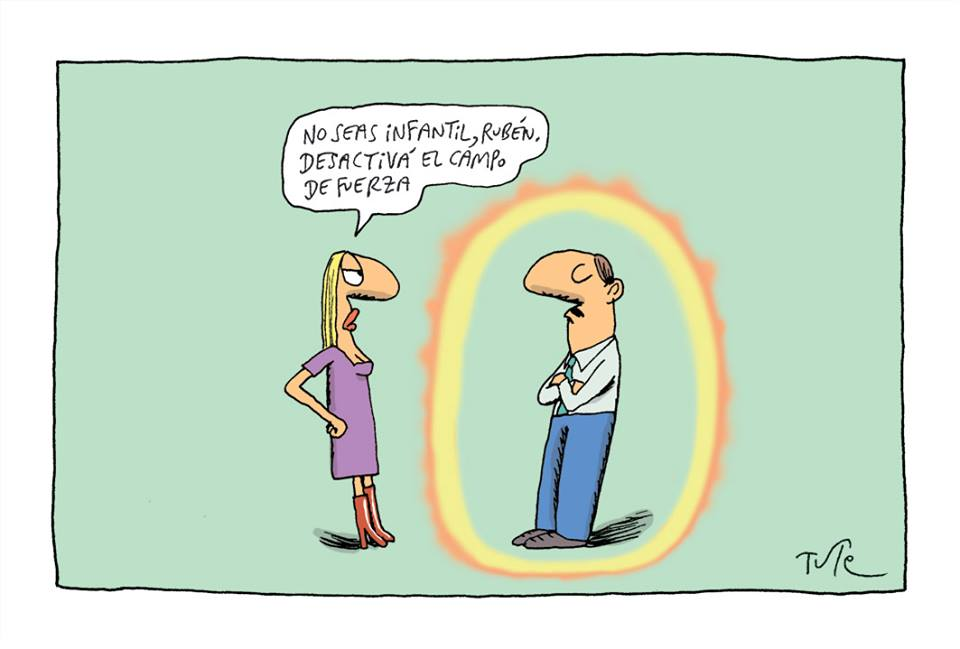 NO SEAS INFANTIL, RUBÉN.
DESACTIVÁ EL CAMPO
DE FUERZA
TUTE